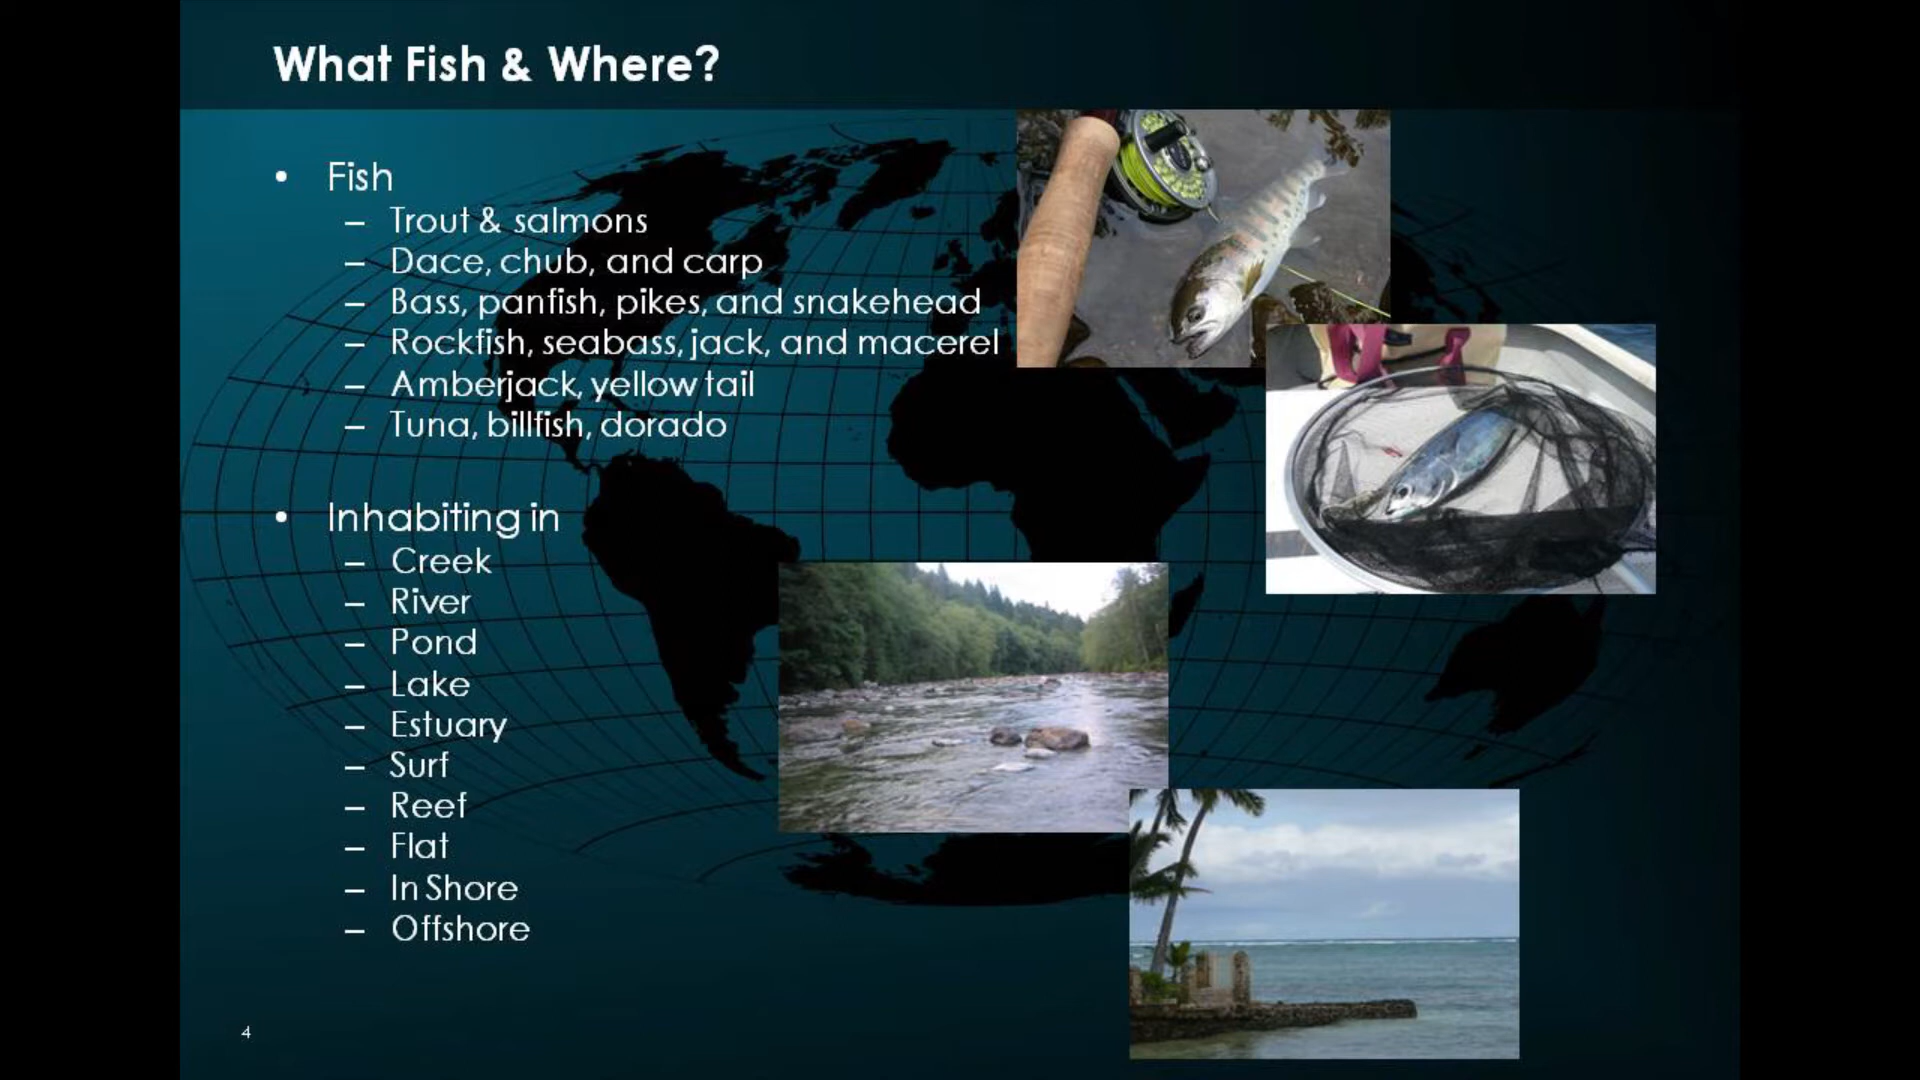 What Fish & Where?
• Fish
– Trout & salmons
– Dace, chub, and carp
– Bass, panfish, pikes, and snakehead
– Rockfish, seabass, jack, and macerel
– Amberjack, yellow tail
– Tuna, billfish, dorado
• Inhabiting in
– Creek
– River
– Pond
– Lake
– Estuary
– Surf
– Reef
– Flat
– In Shore
– Offshore
4